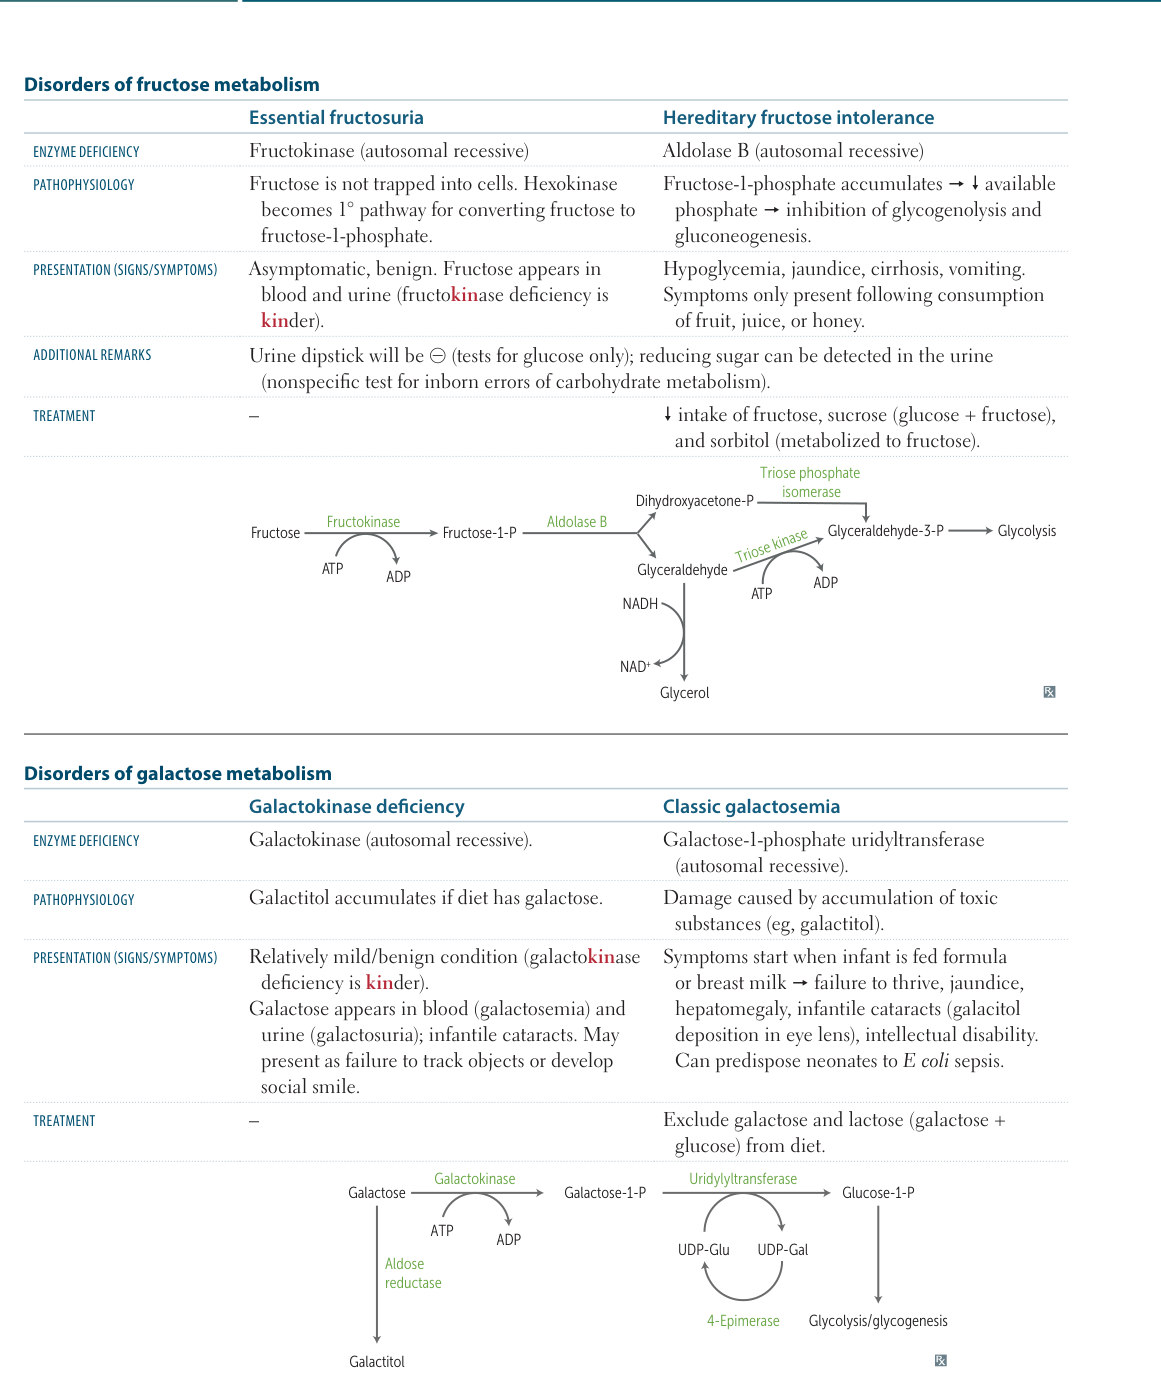 Disorders of fructose metabolism
Essential fructosuria
Hereditary fructose intolerance
ENZYME DEFICIENCY
Fructokinase (autosomal recessive)
Aldolase B (autosomal recessive)
PATHOPHYSIOLOGY
Fructose is not trapped into cells. Hexokinase
becomes 1° pathway for converting fructose to
fructose-1-phosphate.
Fructose-1-phosphate accumulates → ↓ available
phosphate → inhibition of glycogenolysis and
gluconeogenesis.
PRESENTATION (SIGNS/SYMPTOMS)
Asymptomatic, benign. Fructose appears in
blood and urine (fructokinase deficiency is
kinder).
Hypoglycemia, jaundice, cirrhosis, vomiting.
Symptoms only present following consumption
of fruit, juice, or honey.
ADDITIONAL REMARKS
Urine dipstick will be ⊖ (tests for glucose only); reducing sugar can be detected in the urine
(nonspecific test for inborn errors of carbohydrate metabolism).
TREATMENT
–
↓ intake of fructose, sucrose (glucose + fructose),
and sorbitol (metabolized to fructose).
Triose phosphate
isomerase
Dihydroxyacetone-P
Fructose
Fructokinase
Fructose-1-P
Aldolase B
Glyceraldehyde-3-P
Glycolysis
Triose kinase
ATP
ADP
Glyceraldehyde
ATP
ADP
NADH
NAD+
Glycerol
Rx
Disorders of galactose metabolism
Galactokinase deficiency
Classic galactosemia
ENZYME DEFICIENCY
Galactokinase (autosomal recessive).
Galactose-1-phosphate uridyltransferase
(autosomal recessive).
PATHOPHYSIOLOGY
Galactitol accumulates if diet has galactose.
Damage caused by accumulation of toxic
substances (eg, galactitol).
PRESENTATION (SIGNS/SYMPTOMS)
Relatively mild/benign condition (galactokinase
deficiency is kinder).
Galactose appears in blood (galactosemia) and
urine (galactosuria); infantile cataracts. May
present as failure to track objects or develop
social smile.
Symptoms start when infant is fed formula
or breast milk → failure to thrive, jaundice,
hepatomegaly, infantile cataracts (galacitol
deposition in eye lens), intellectual disability.
Can predispose neonates to E coli sepsis.
TREATMENT
–
Exclude galactose and lactose (galactose +
glucose) from diet.
Galactose
Galactokinase
Galactose-1-P
Uridylyltransferase
Glucose-1-P
ATP
ADP
UDP-Glu
UDP-Gal
Aldose
reductase
4-Epimerase
Glycolysis/glycogenesis
Galactitol
Rx